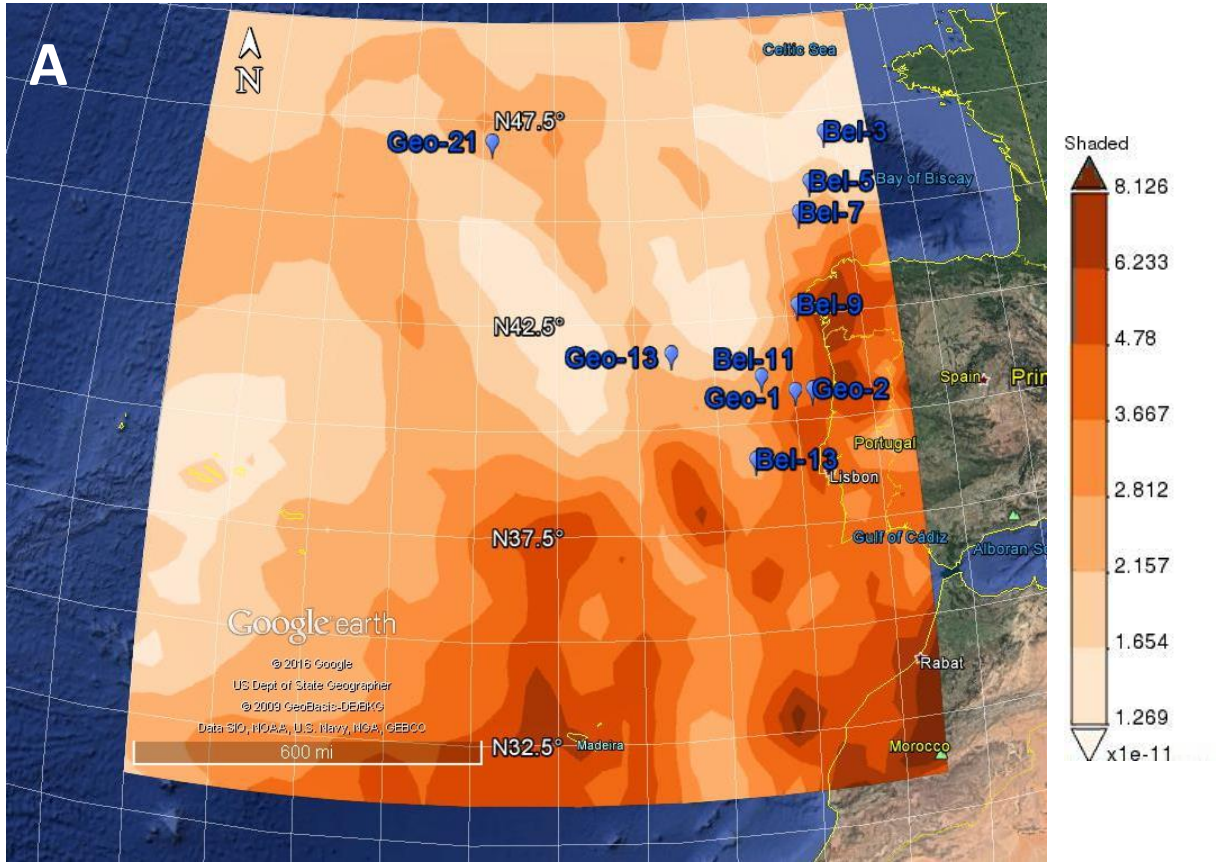 A
N
Celtic Sea
N47.5°
Geo-21
Bel-3
Bel-5
Bay of Biscay
Bel-7
Bel-9
N42.5°
Geo-13
Bel-11
Geo-1
Geo-2
Spain
Prin
Portugal
Bel-13
Lisbon
N37.5°
Gulf of Cádiz
Alboran S
Google earth
© 2016 Google
US Dept of State Geographer
© 2009 GeoBasis-DE/BKG
Data SIO, NOAA, U.S. Navy, NGA, GEBCO
600 mi
Rabat
N32.5°
Madeira
Morocco
Shaded
8.126
6.233
4.78
3.667
2.812
2.157
1.654
1.269
x1e-11